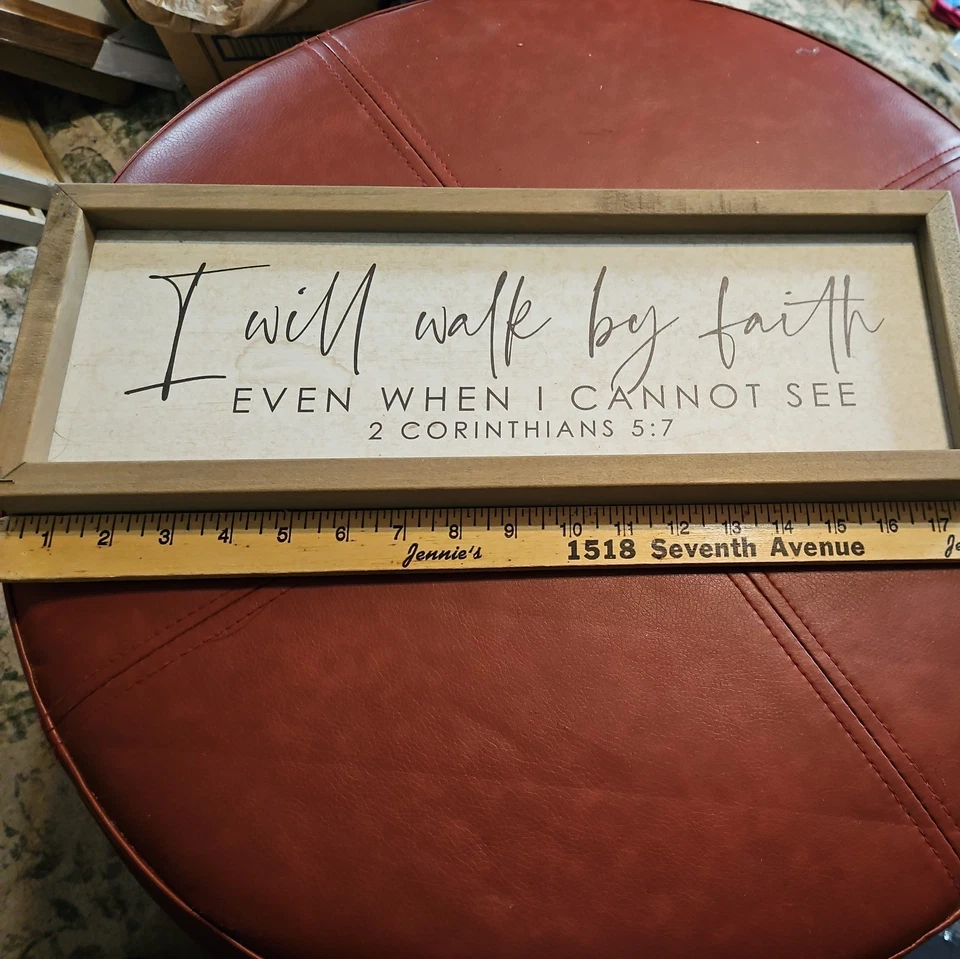 I will walk by faith
EVEN WHEN I CANNOT SEE
2 CORINTHIANS 5:7
1 2 3 4 5 6 7 8 9 10 11 12 13 14 15 16 17
Jennie's 1518 Seventh Avenue Je